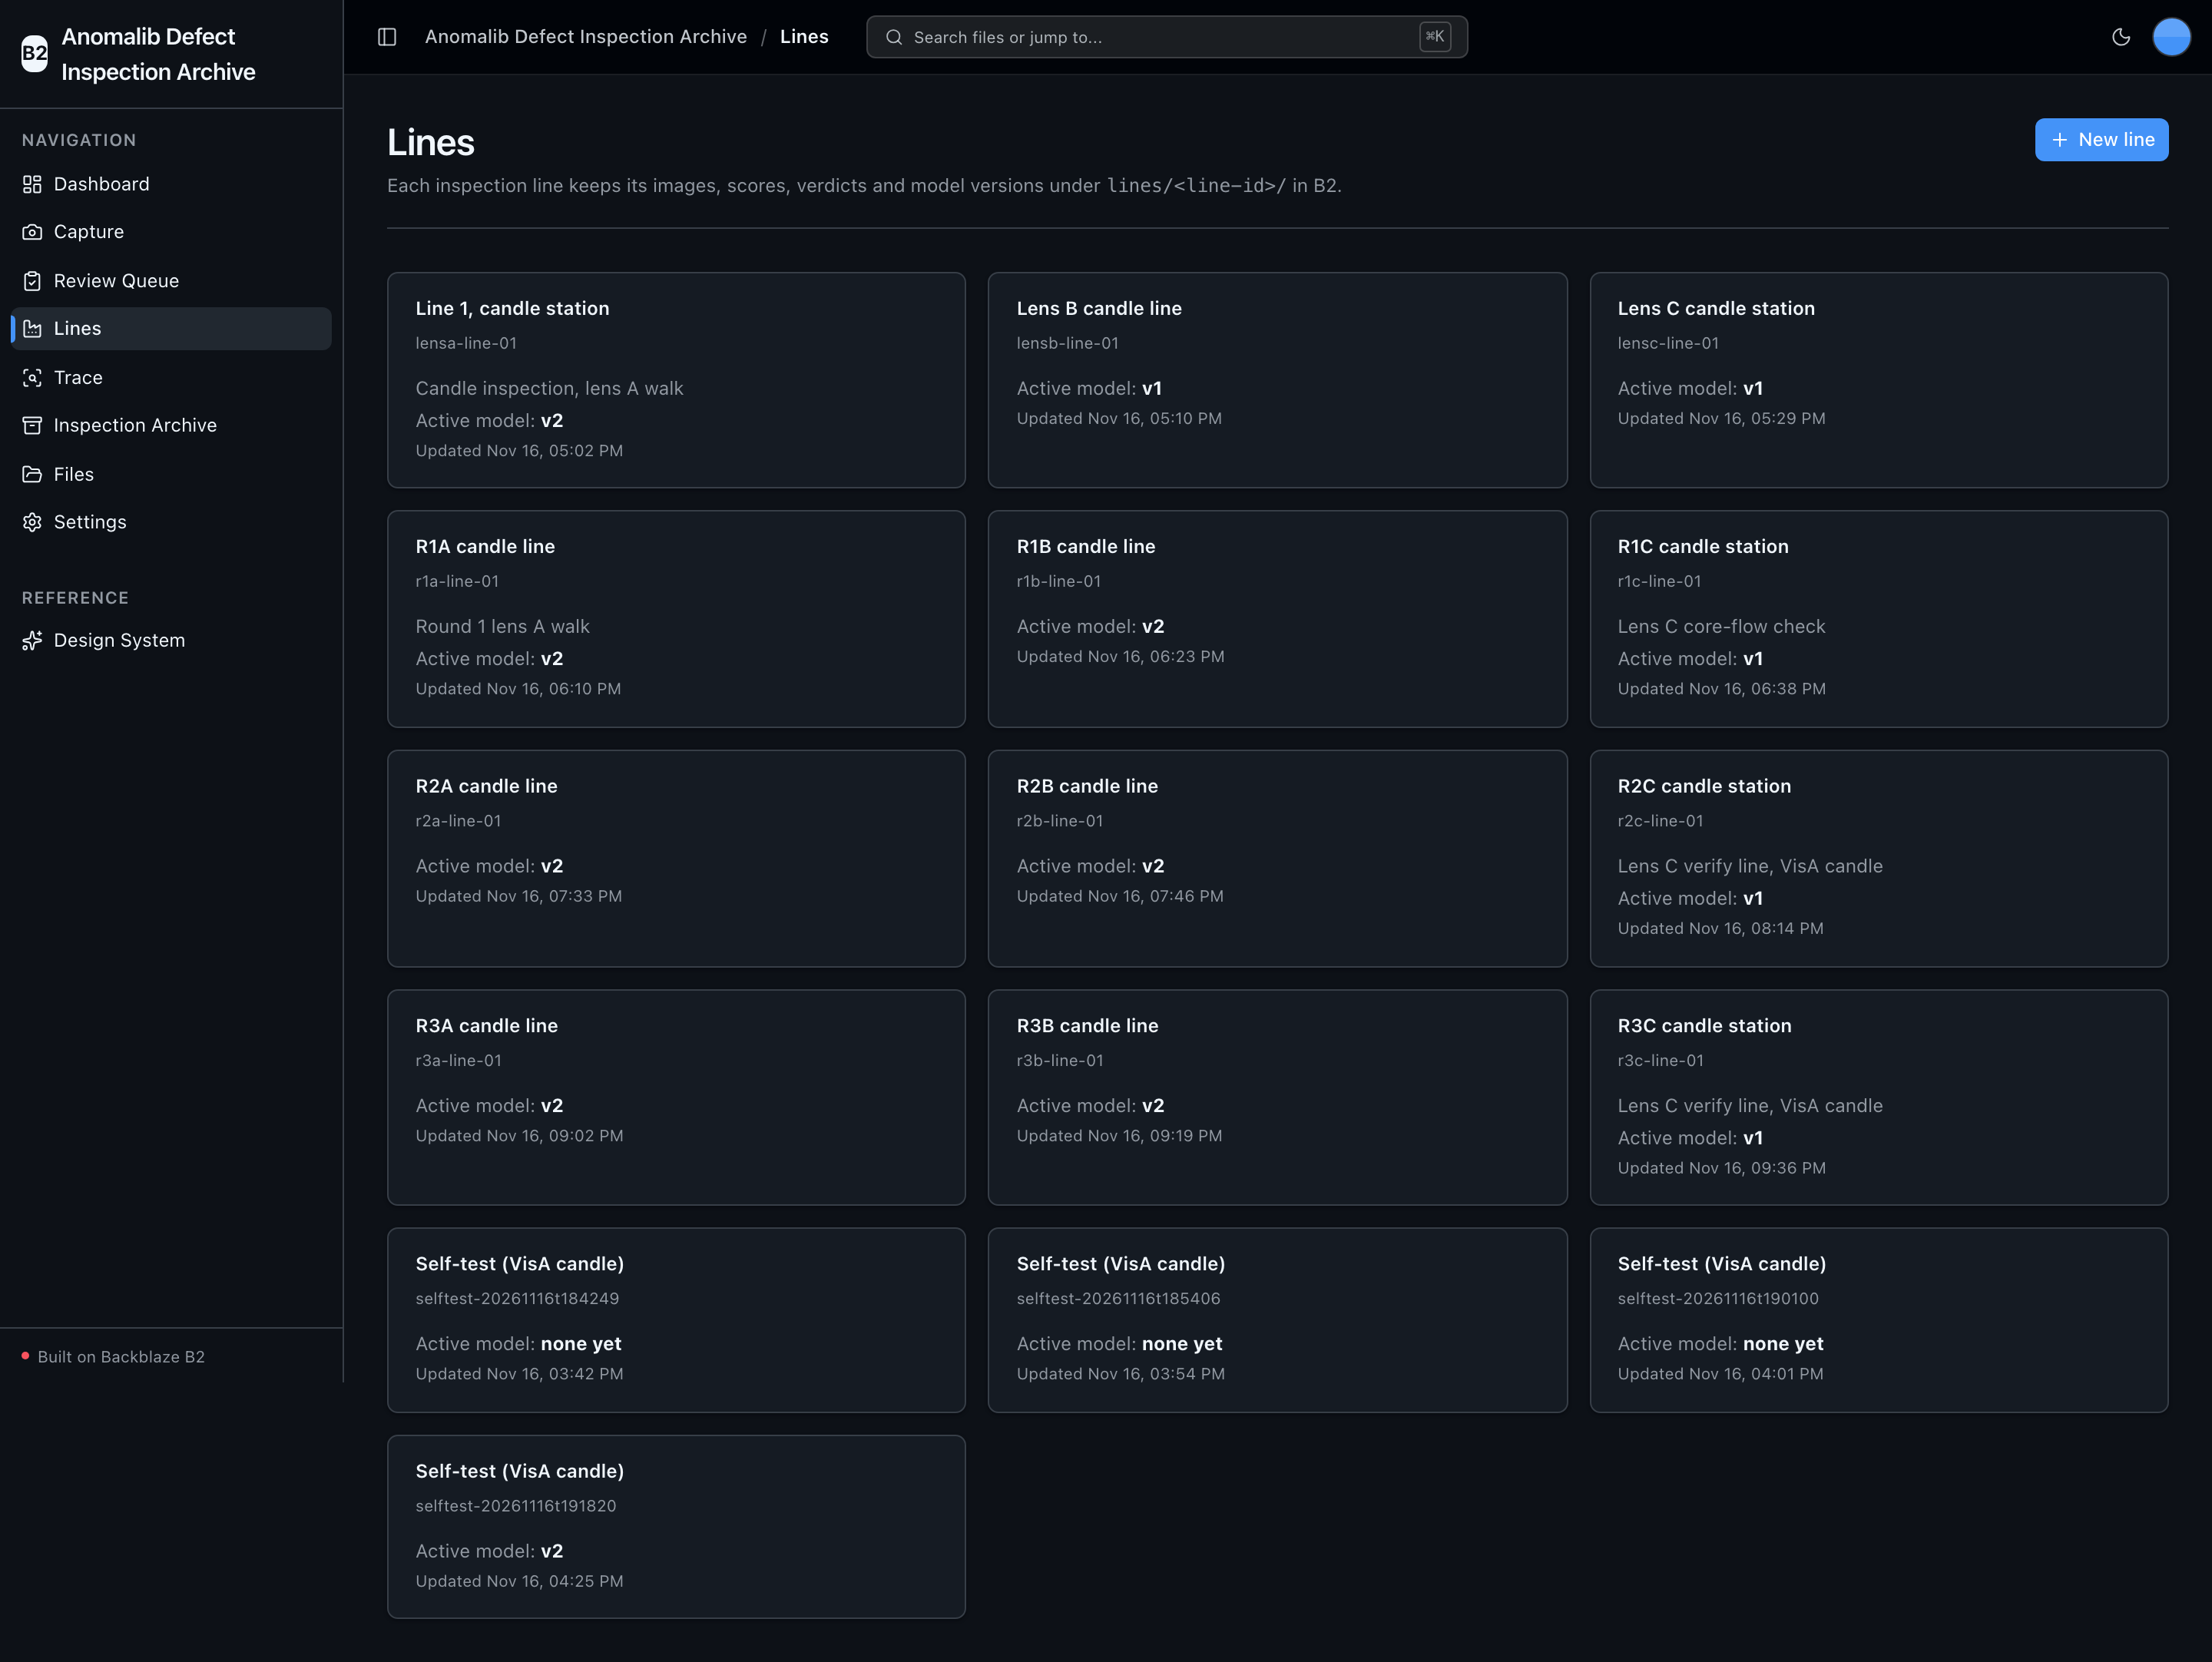 B2
Anomalib Defect
Inspection Archive
NAVIGATION
Dashboard
Capture
Review Queue
Lines
Trace
Inspection Archive
Files
Settings
REFERENCE
Design System
Built on Backblaze B2
Anomalib Defect Inspection Archive / Lines
Search files or jump to...
⌘K
Lines
New line
Each inspection line keeps its images, scores, verdicts and model versions under lines/<line-id>/ in B2.
Line 1, candle station
lensa-line-01
Candle inspection, lens A walk
Active model: v2
Updated Nov 16, 05:02 PM
Lens B candle line
lensb-line-01
Active model: v1
Updated Nov 16, 05:10 PM
Lens C candle station
lensc-line-01
Active model: v1
Updated Nov 16, 05:29 PM
R1A candle line
r1a-line-01
Round 1 lens A walk
Active model: v2
Updated Nov 16, 06:10 PM
R1B candle line
r1b-line-01
Active model: v2
Updated Nov 16, 06:23 PM
R1C candle station
r1c-line-01
Lens C core-flow check
Active model: v1
Updated Nov 16, 06:38 PM
R2A candle line
r2a-line-01
Active model: v2
Updated Nov 16, 07:33 PM
R2B candle line
r2b-line-01
Active model: v2
Updated Nov 16, 07:46 PM
R2C candle station
r2c-line-01
Lens C verify line, VisA candle
Active model: v1
Updated Nov 16, 08:14 PM
R3A candle line
r3a-line-01
Active model: v2
Updated Nov 16, 09:02 PM
R3B candle line
r3b-line-01
Active model: v2
Updated Nov 16, 09:19 PM
R3C candle station
r3c-line-01
Lens C verify line, VisA candle
Active model: v1
Updated Nov 16, 09:36 PM
Self-test (VisA candle)
selftest-20261116t184249
Active model: none yet
Updated Nov 16, 03:42 PM
Self-test (VisA candle)
selftest-20261116t185406
Active model: none yet
Updated Nov 16, 03:54 PM
Self-test (VisA candle)
selftest-20261116t190100
Active model: none yet
Updated Nov 16, 04:01 PM
Self-test (VisA candle)
selftest-20261116t191820
Active model: v2
Updated Nov 16, 04:25 PM